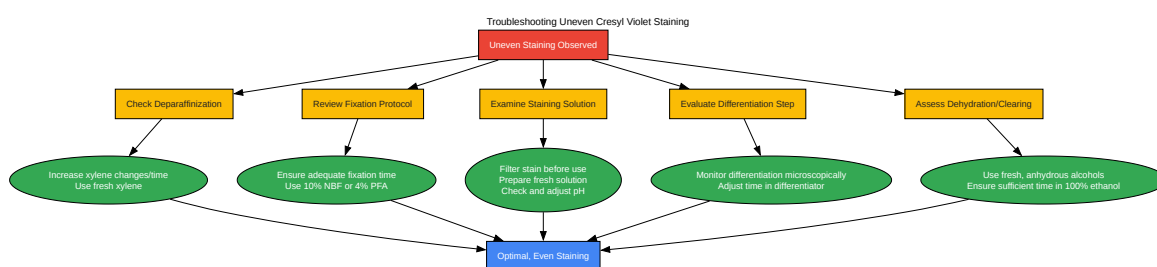 Troubleshooting Uneven Cresyl Violet Staining
Uneven Staining Observed
Check Deparaffinization
Review Fixation Protocol
Examine Staining Solution
Evaluate Differentiation Step
Assess Dehydration/Clearing
Increase xylene changes/time
Use fresh xylene
Ensure adequate fixation time
Use 10% NBF or 4% PFA
Filter stain before use
Prepare fresh solution
Check and adjust pH
Monitor differentiation microscopically
Adjust time in differentiator
Use fresh, anhydrous alcohols
Ensure sufficient time in 100% ethanol
Optimal, Even Staining